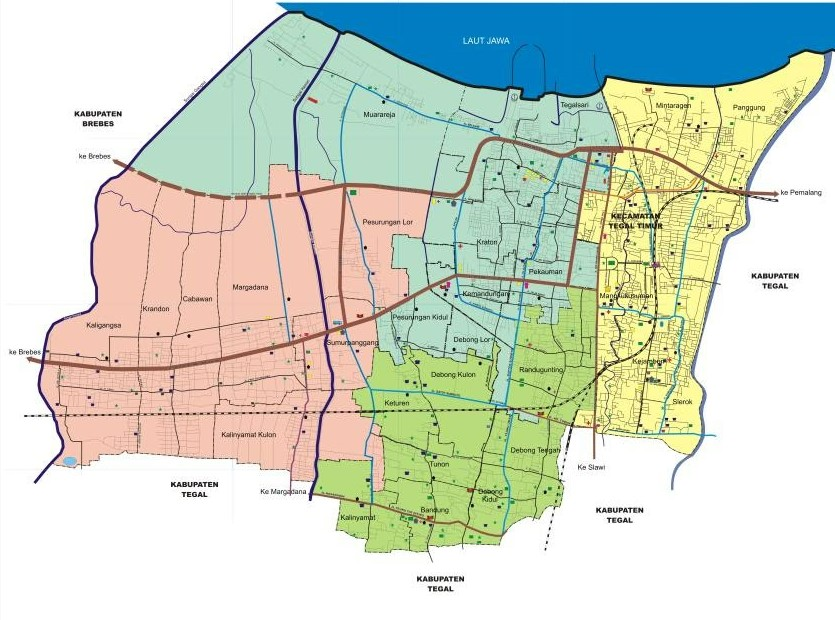 LAUT JAWA
Tegalsari
Mintaragen
Panggung
Muarareja
KABUPATEN
BREBES
ke Brebes
ke Pemalang
Pesurungan Lor
KECAMATAN
TEGAL TIMUR
Kraton
Pekauman
KABUPATEN
TEGAL
Margadana
Cabawan
Krandon
Kemandungan
Mangkukusuman
Kaligangsa
Pesurungan Kidul
Sumurpanggang
Debong Lor
ke Brebes
Kejambon
Debong Kulon
Randugunting
Keturen
Slerok
Kalinyamat Kulon
Debong Tengah
Tunon
Ke Slawi
KABUPATEN
TEGAL
Ke Margadana
Debong
Kidul
Bandung
Kalinyamat
KABUPATEN
TEGAL
KABUPATEN
TEGAL